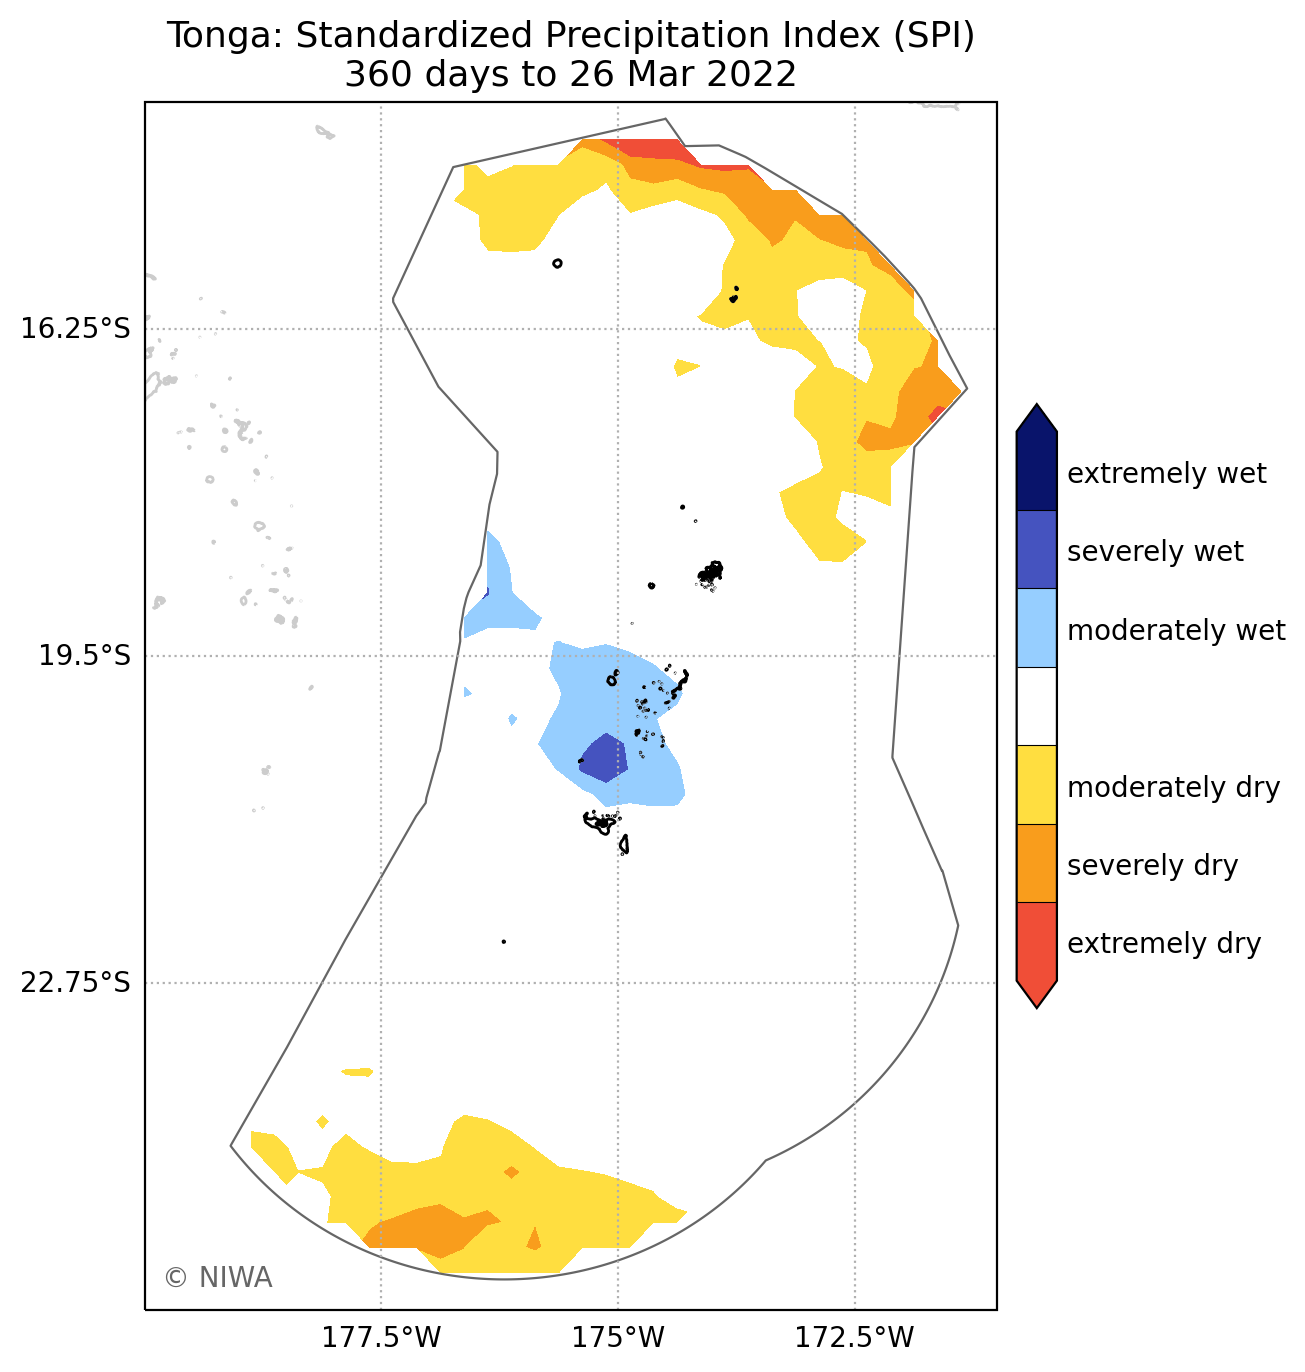 Tonga: Standardized Precipitation Index (SPI)
360 days to 26 Mar 2022
16.25°S
19.5°S
22.75°S
177.5°W
175°W
172.5°W
extremely wet
severely wet
moderately wet
moderately dry
severely dry
extremely dry
© NIWA